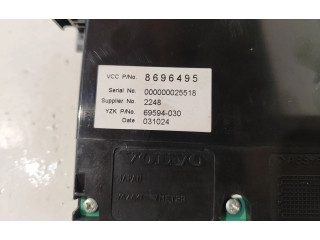 VCC P/No. 8696495
Serial No. 000000025518
Supplier No. 2248
YZK P/No. 69594-030
Date 031024
VOLVO
JAPAN